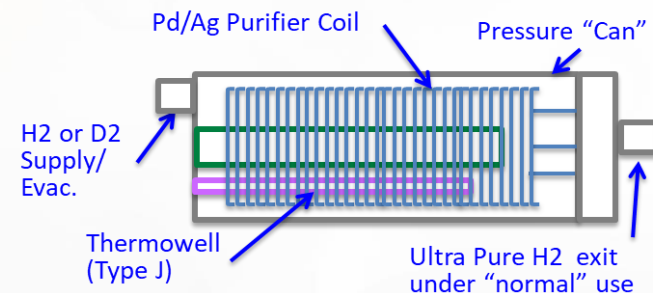 Pd/Ag Purifier Coil
Pressure “Can”
H2 or D2
Supply/
Evac.
Thermowell
(Type J)
Ultra Pure H2 exit
under “normal” use